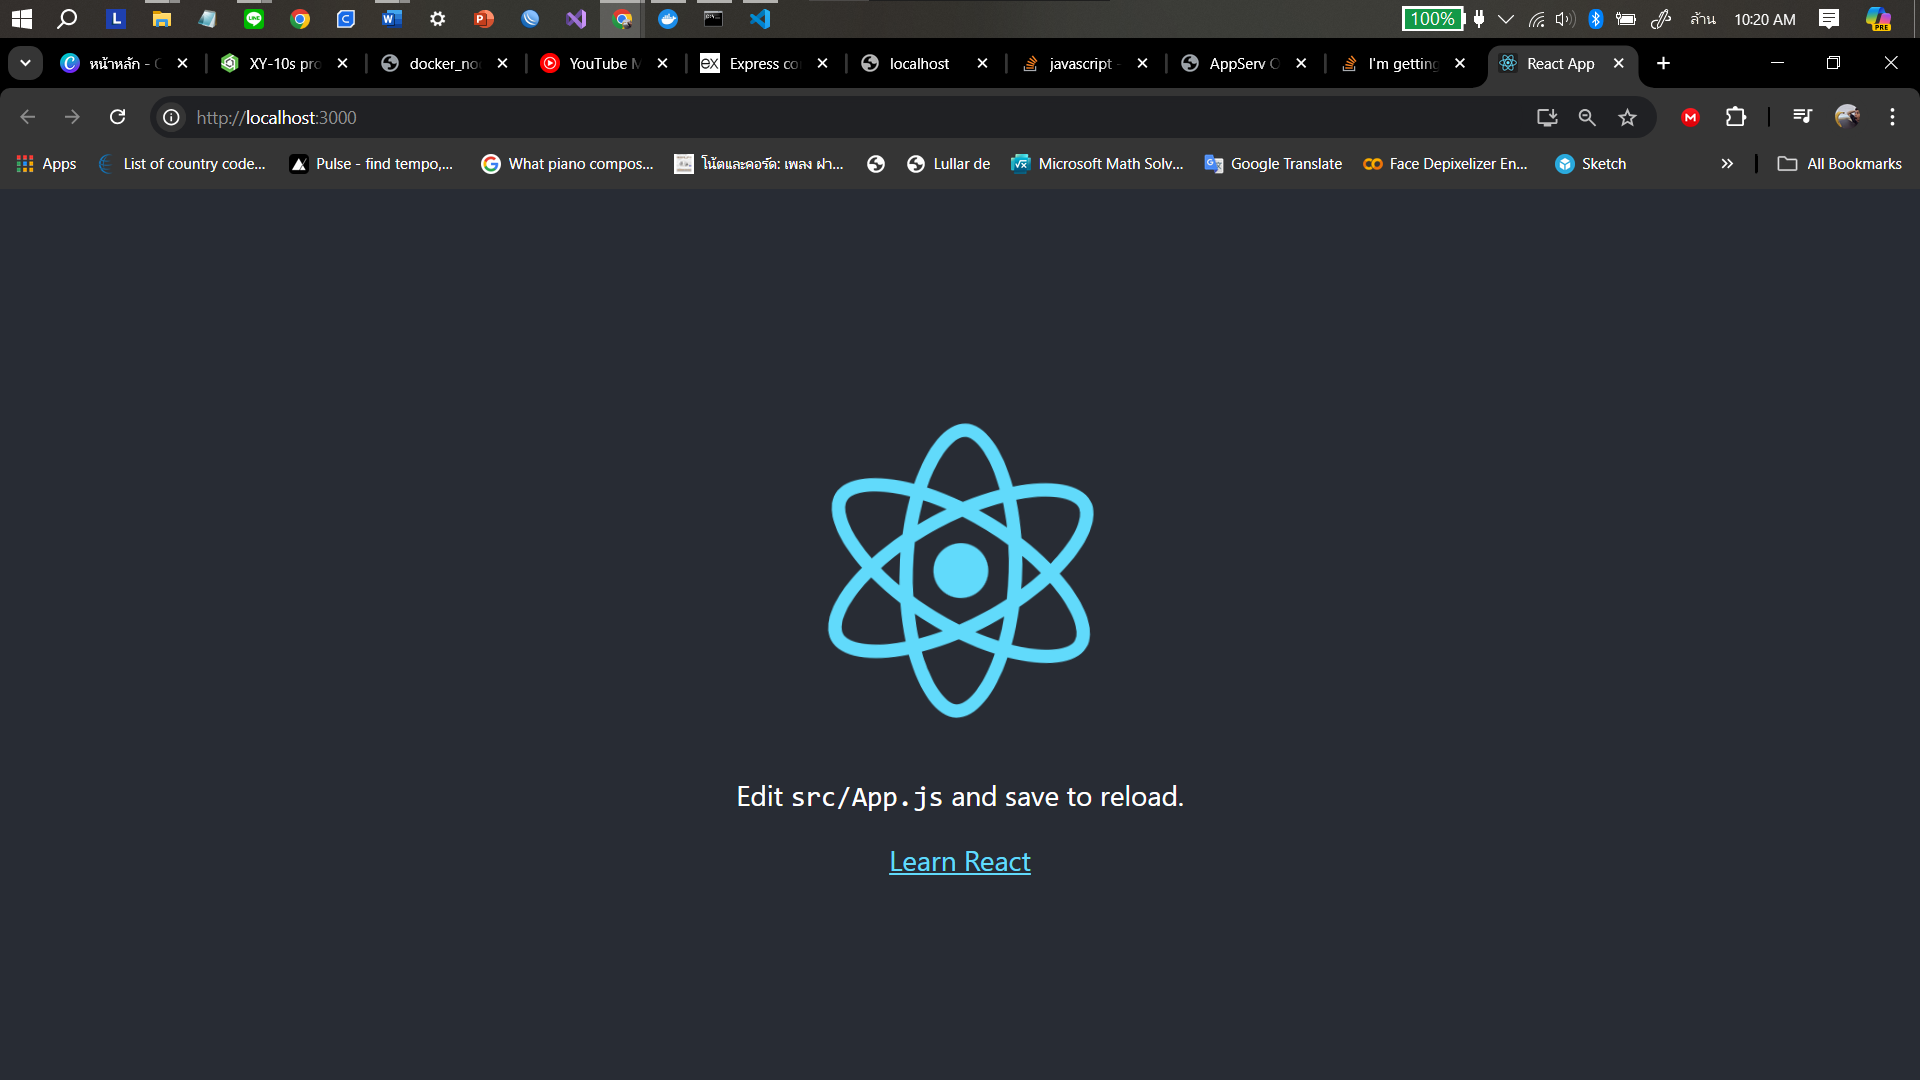 100%
ล้าน
10:20 AM
หน้าหลัก - C
XY-10s pro
docker_no
YouTube M
Express co
localhost
javascript -
AppServ O
I'm getting
React App
http://localhost:3000
Apps
List of country code...
Pulse - find tempo,...
What piano compos...
โน้ตและคอร์ด: เพลง ฝา...
Lullar de
Microsoft Math Solv...
Google Translate
Face Depixelizer En...
Sketch
All Bookmarks
Edit src/App.js and save to reload.
Learn React